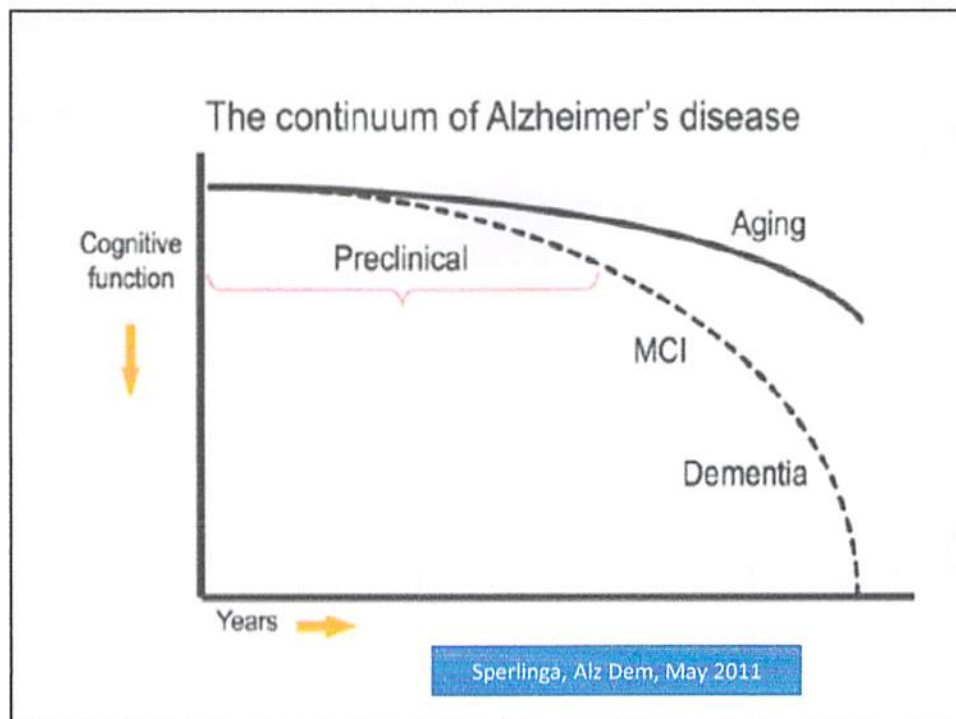 The continuum of Alzheimer's disease
Aging
Cognitive
function
Preclinical
MCI
Dementia
Years
Sperlinga, Alz Dem, May 2011